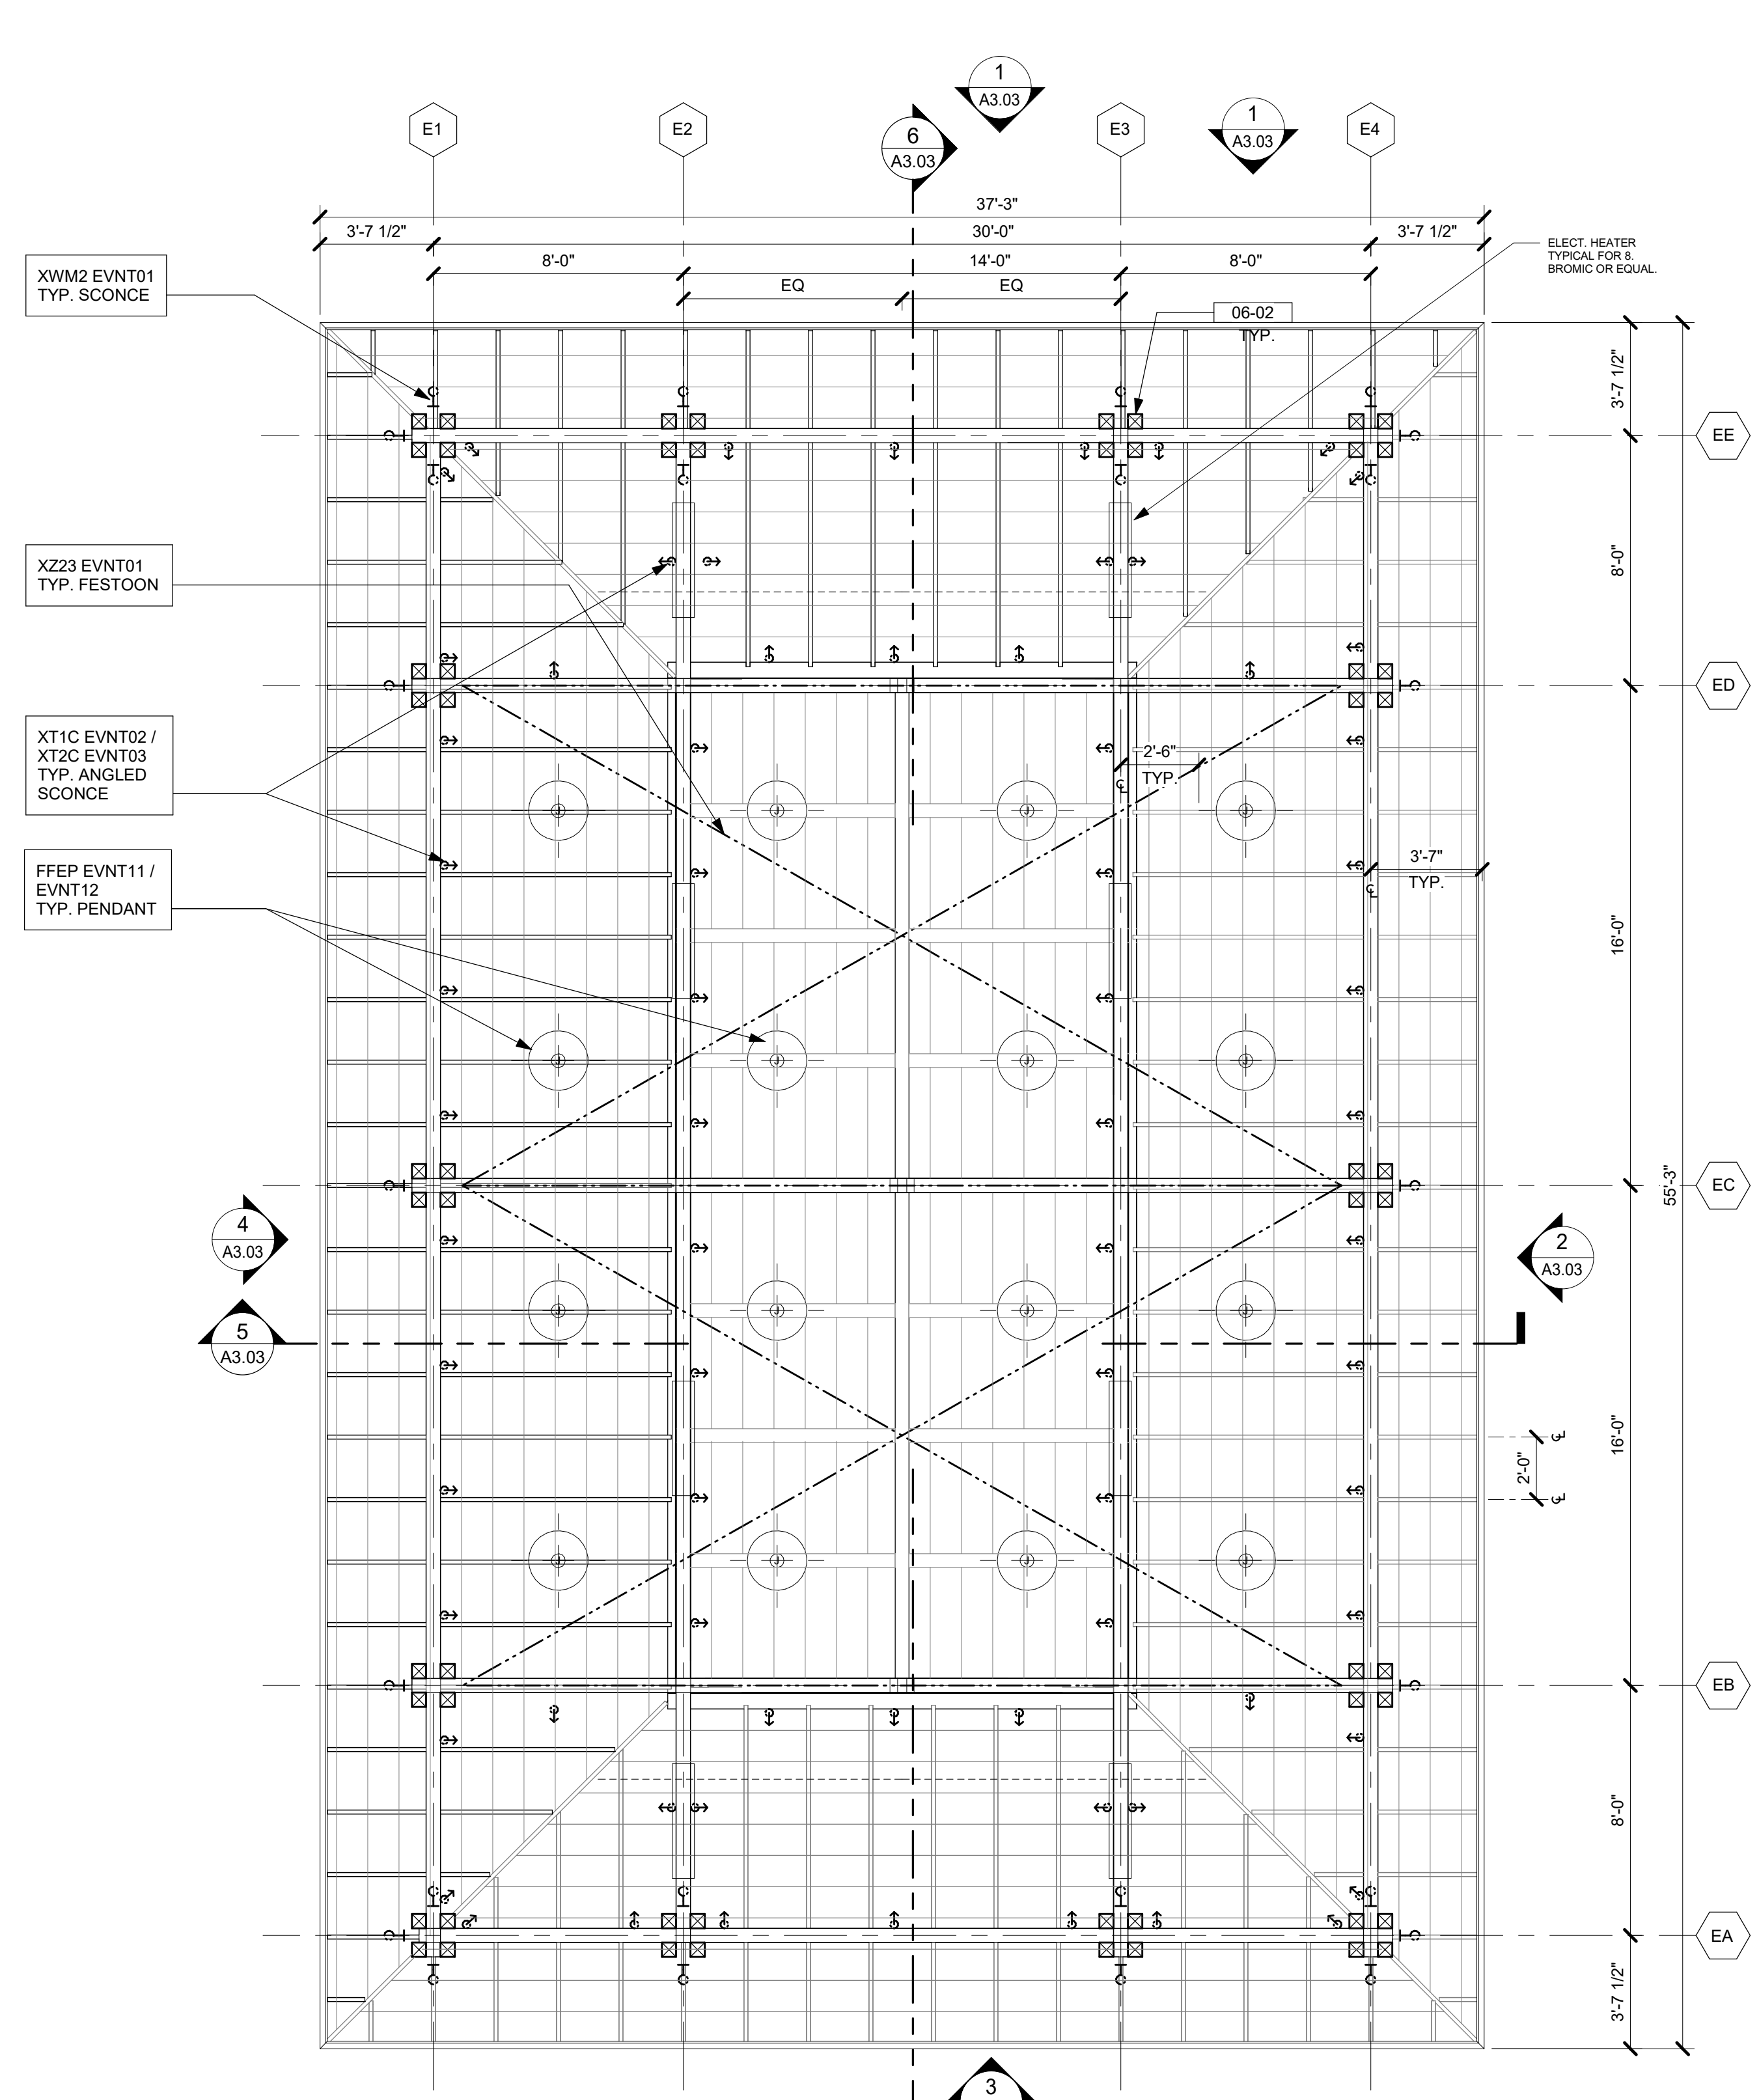 1
A3.03
1
A3.03
E1
E2
6
A3.03
E3
E4
37'-3"
3'-7 1/2"
30'-0"
3'-7 1/2"
8'-0"
14'-0"
8'-0"
EQ
EQ
ELECT. HEATER
TYPICAL FOR 8.
BROMIC OR EQUAL.
XWM2 EVNT01
TYP. SCONCE
06-02
TYP.
3'-7 1/2"
EE
XZ23 EVNT01
TYP. FESTOON
8'-0"
ED
XT1C EVNT02 /
XT2C EVNT03
TYP. ANGLED
SCONCE
2'-6"
TYP.
J
J
J
J
3'-7"
TYP.
FFEP EVNT11 /
EVNT12
TYP. PENDANT
16'-0"
J
J
J
J
EC
55'-3"
4
A3.03
2
A3.03
J
J
J
J
5
A3.03
16'-0"
2'-0"
J
J
J
J
EB
8'-0"
EA
3'-7 1/2"
3